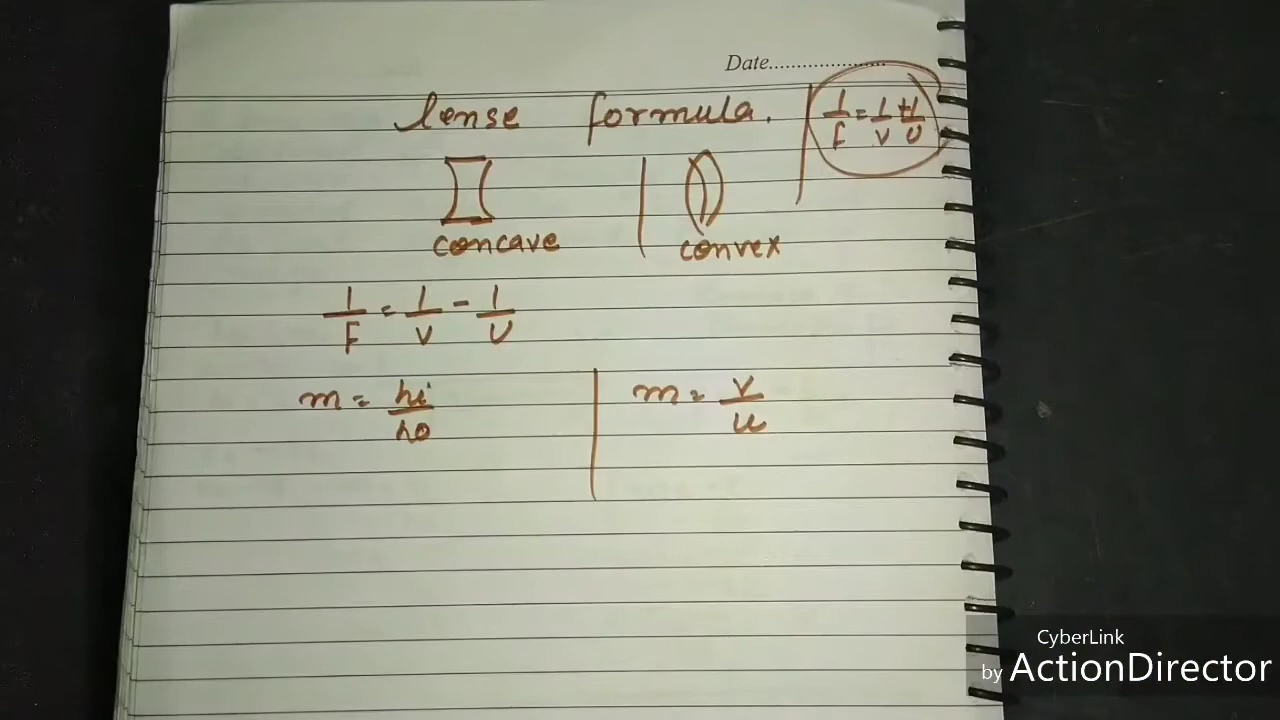 Date.....................
lense formula.
1/F = 1/V + 1/U
concave
convex
1/F = 1/V - 1/U
m = hi/ho
m = v/u
CyberLink
by ActionDirector